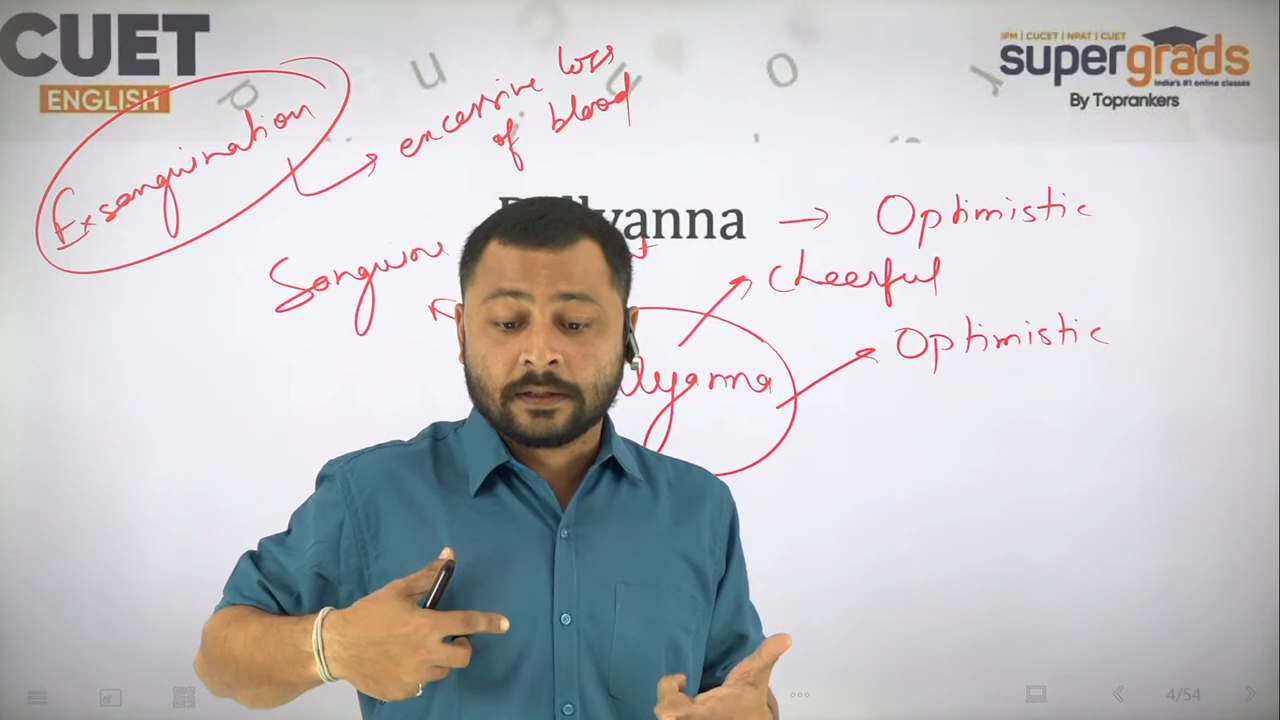 CUET
ENGLISH
IPM | CUCET | NPAT | CUET
supergrads
India's #1 online classes
By Toprankers
p u u o r
Exsanguination
excessive loss
of blood
→ Optimistic
Sanguine
Cheerful
Optimistic
4/54